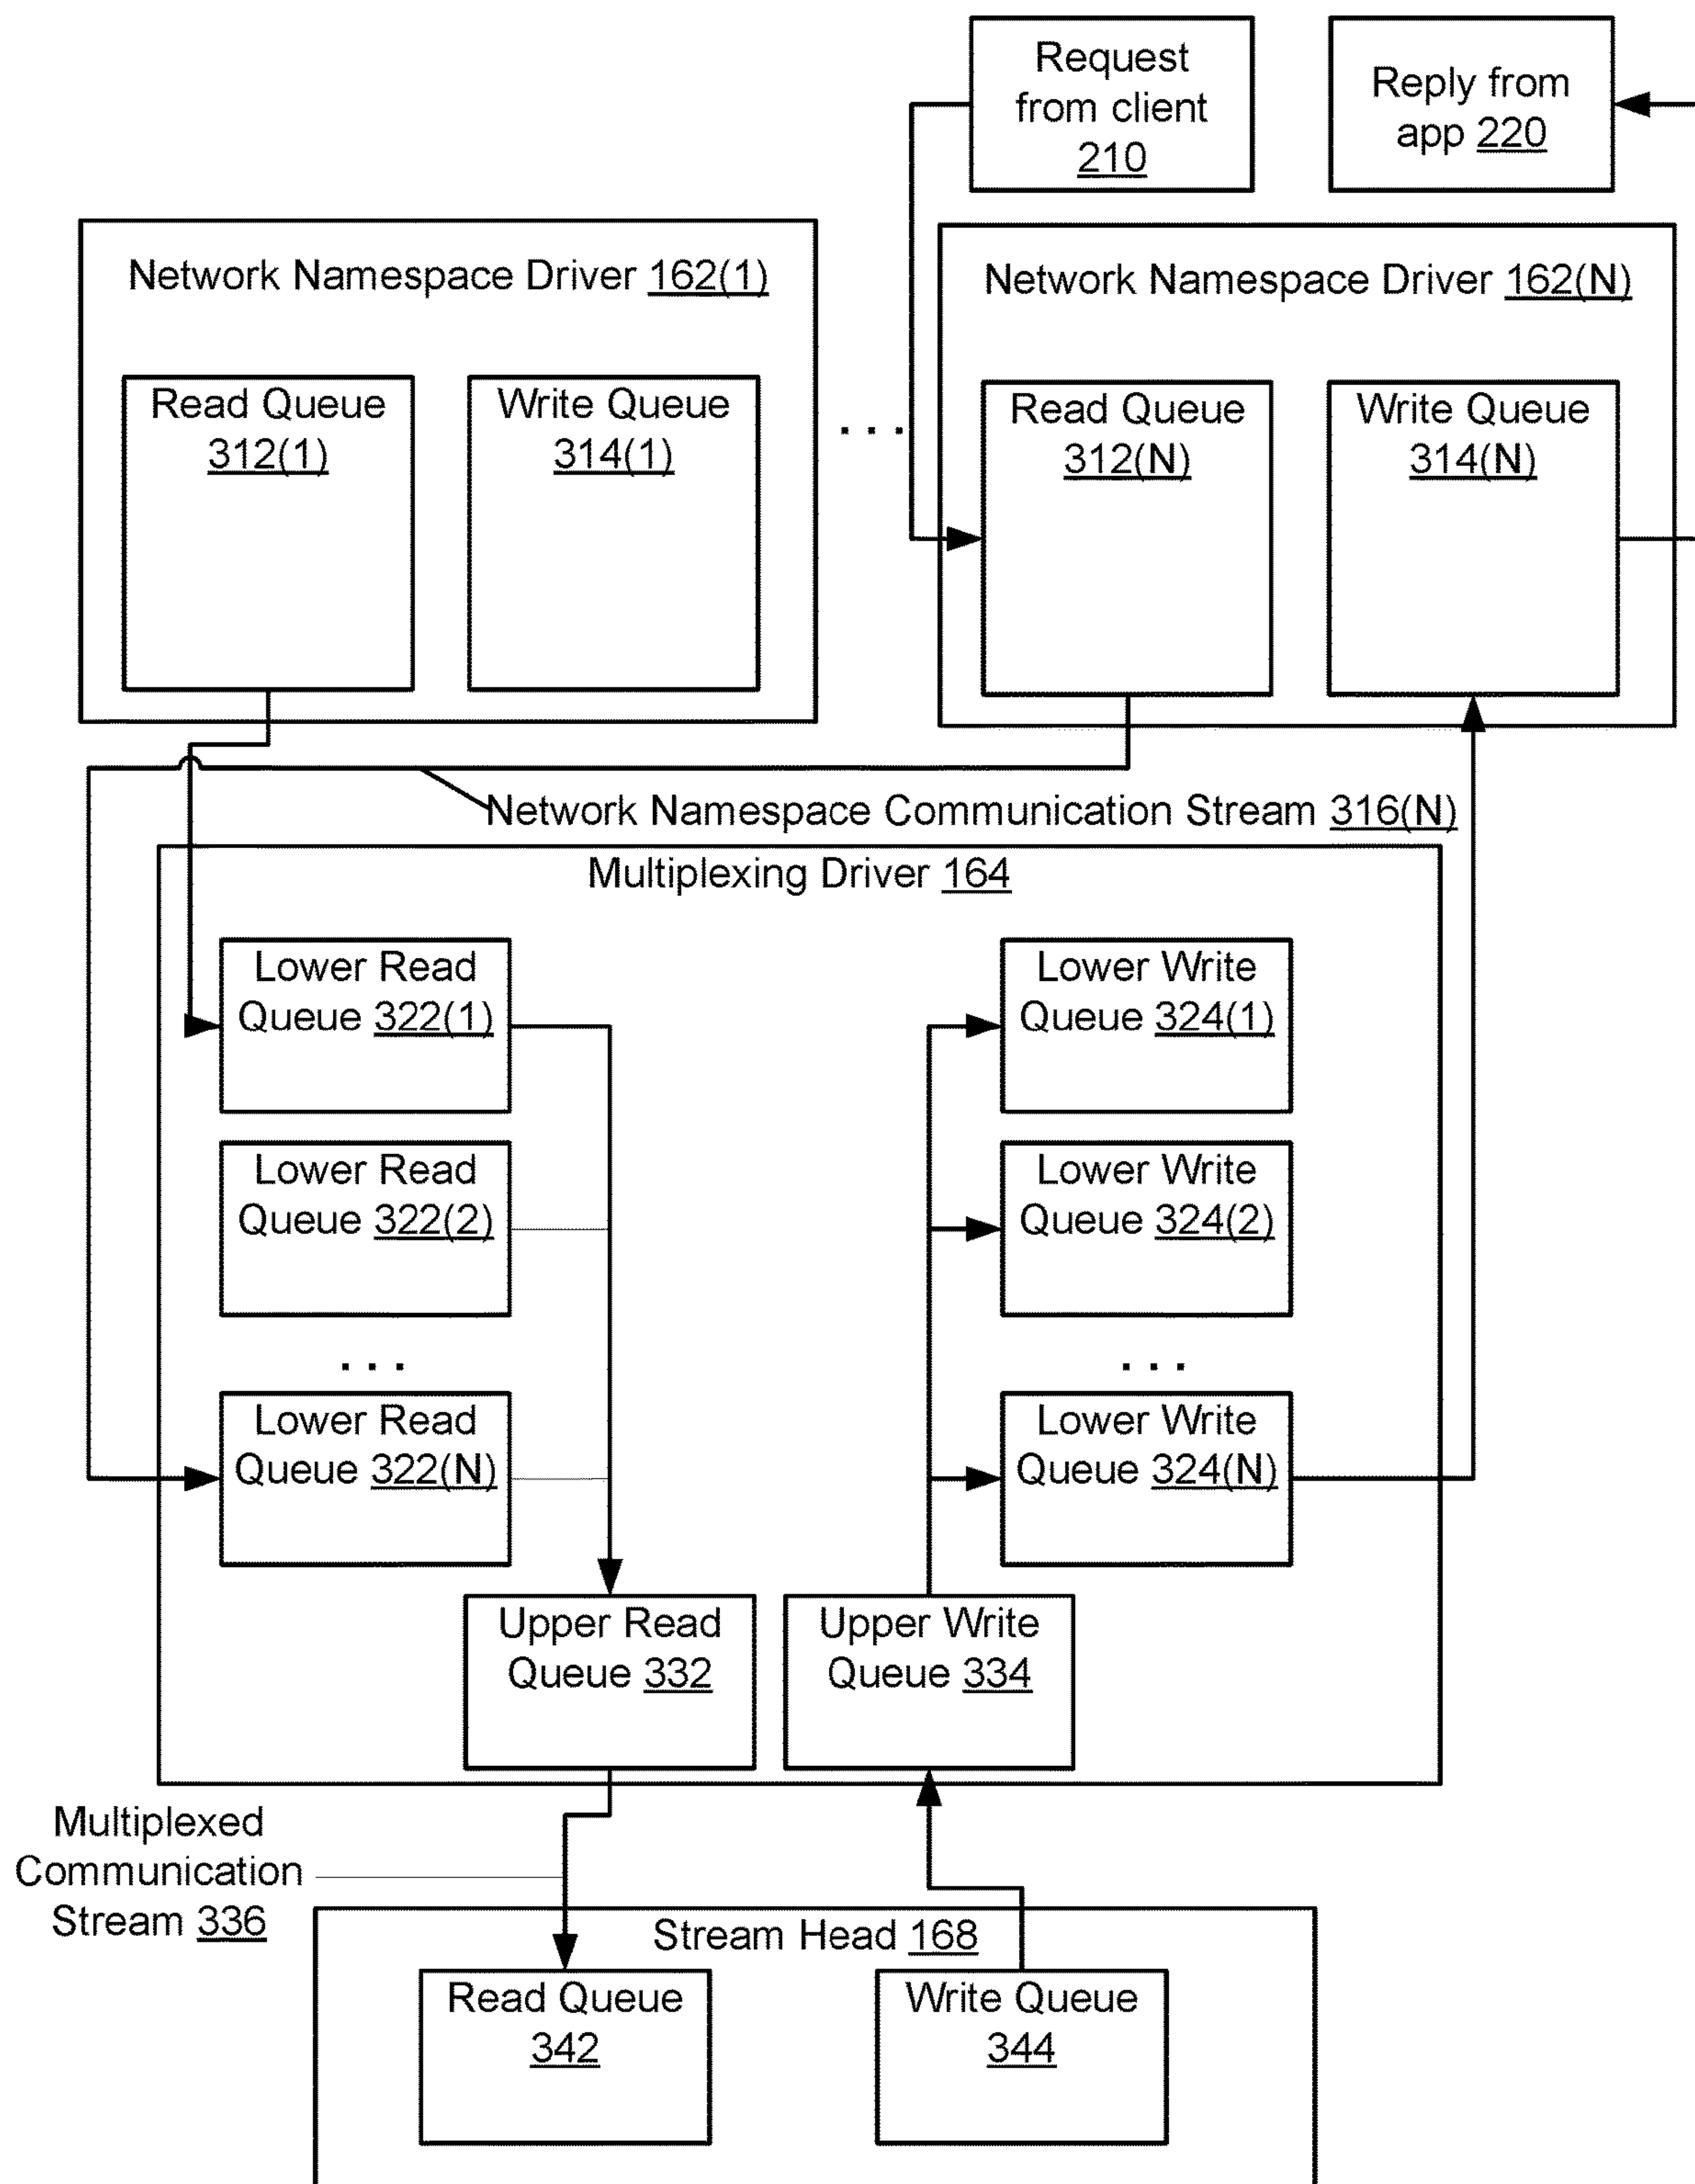 Request
from client
210
Reply from
app 220
Network Namespace Driver 162(1)
Read Queue
312(1)
Write Queue
314(1)
...
Network Namespace Driver 162(N)
Read Queue
312(N)
Write Queue
314(N)
Network Namespace Communication Stream 316(N)
Multiplexing Driver 164
Lower Read
Queue 322(1)
Lower Write
Queue 324(1)
Lower Read
Queue 322(2)
Lower Write
Queue 324(2)
...
...
Lower Read
Queue 322(N)
Lower Write
Queue 324(N)
Upper Read
Queue 332
Upper Write
Queue 334
Multiplexed
Communication
Stream 336
Stream Head 168
Read Queue
342
Write Queue
344